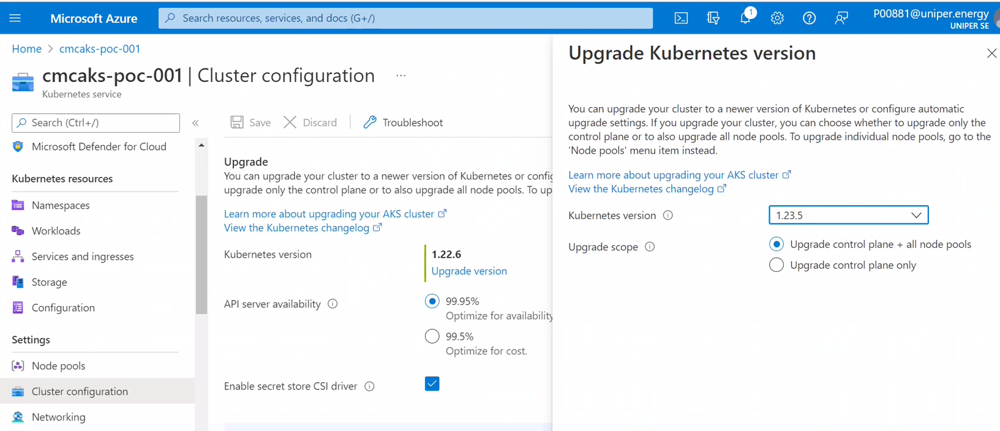 Microsoft Azure
Search resources, services, and docs (G+/)
1
P00881@uniper.energy
UNIPER SE
Home > cmcaks-poc-001
cmcaks-poc-001 | Cluster configuration ...
Kubernetes service
Search (Ctrl+/)
«
Microsoft Defender for Cloud
Kubernetes resources
Namespaces
Workloads
Services and ingresses
Storage
Configuration
Settings
Node pools
Cluster configuration
Networking
Save
Discard
Troubleshoot
Upgrade
You can upgrade your cluster to a newer version of Kubernetes or config
upgrade only the control plane or to also upgrade all node pools. To up
Learn more about upgrading your AKS cluster
View the Kubernetes changelog
Kubernetes version
1.22.6
Upgrade version
API server availability
99.95%
Optimize for availability
99.5%
Optimize for cost.
Enable secret store CSI driver
Upgrade Kubernetes version
You can upgrade your cluster to a newer version of Kubernetes or configure automatic
upgrade settings. If you upgrade your cluster, you can choose whether to upgrade only the
control plane or to also upgrade all node pools. To upgrade individual node pools, go to the
'Node pools' menu item instead.
Learn more about upgrading your AKS cluster
View the Kubernetes changelog
Kubernetes version
1.23.5
Upgrade scope
Upgrade control plane + all node pools
Upgrade control plane only